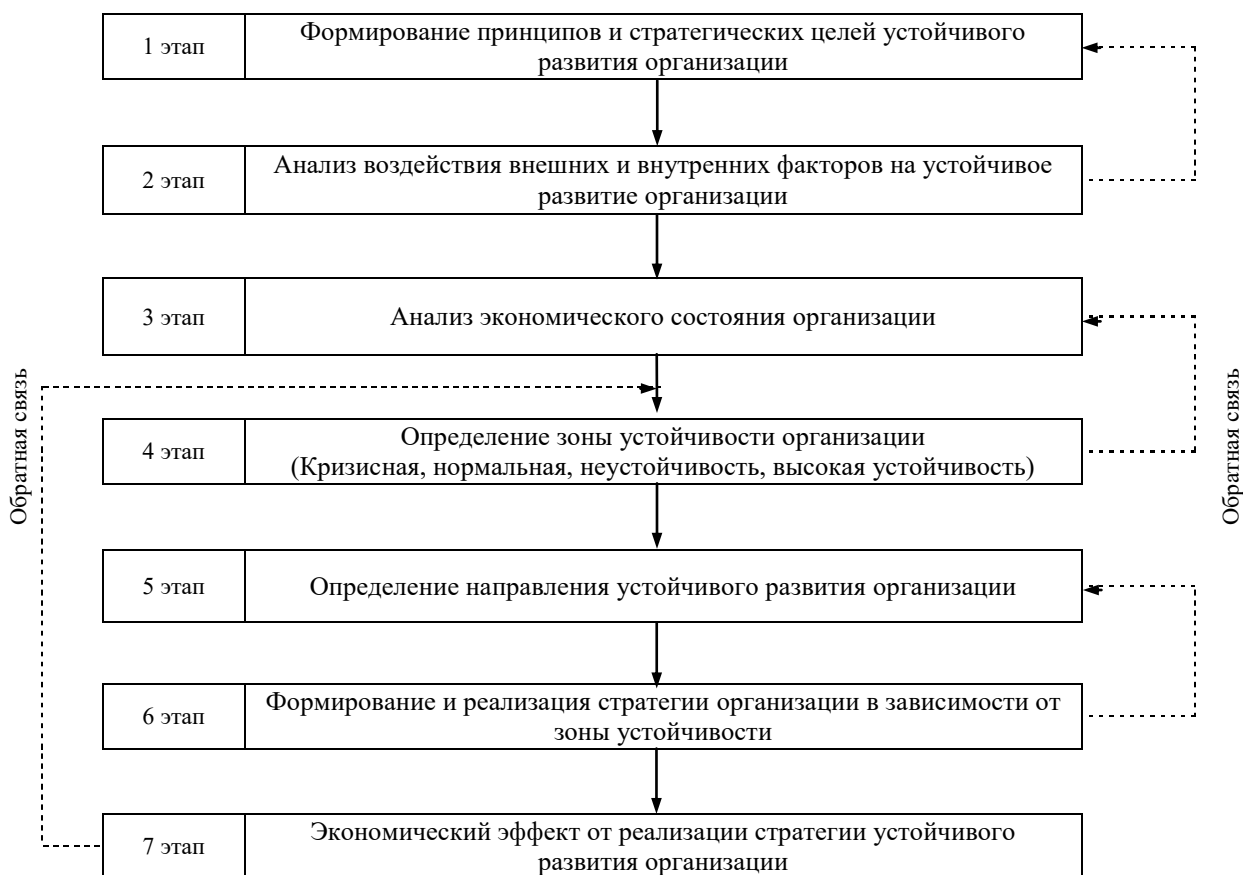 1 этап
Формирование принципов и стратегических целей устойчивого
развития организации
2 этап
Анализ воздействия внешних и внутренних факторов на устойчивое
развитие организации
3 этап
Анализ экономического состояния организации
Обратная связь
Обратная связь
4 этап
Определение зоны устойчивости организации
(Кризисная, нормальная, неустойчивость, высокая устойчивость)
5 этап
Определение направления устойчивого развития организации
6 этап
Формирование и реализация стратегии организации в зависимости от
зоны устойчивости
7 этап
Экономический эффект от реализации стратегии устойчивого
развития организации